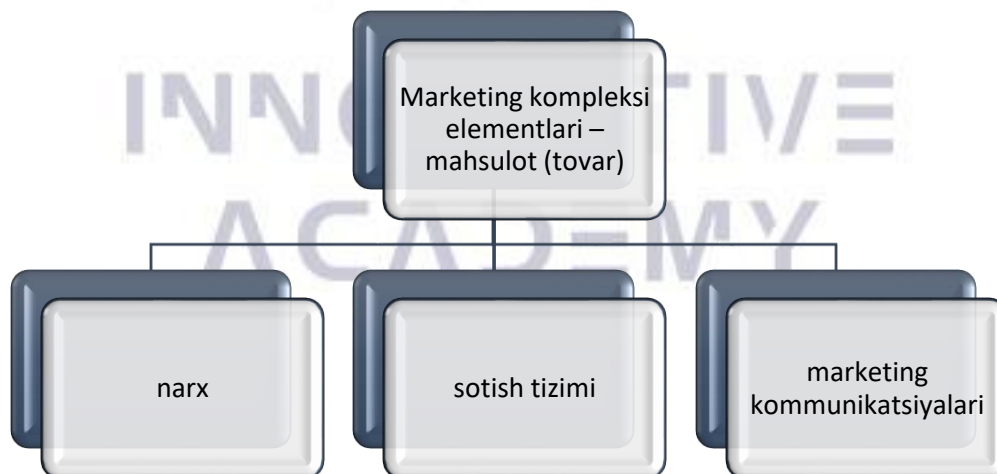 INNOVATIVE
ACADEMY
Marketing kompleksi
elementlari –
mahsulot (tovar)
narx
sotish tizimi
marketing
kommunikatsiyalari